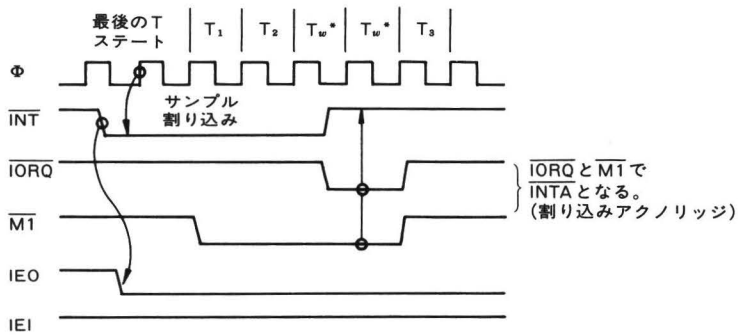 最後のT
ステート
T₁ T₂ Tw* Tw* T₃
Φ
サンプル
割り込み
INT
IORQ
IORQとM1で
INTAとなる。
(割り込みアクノリッジ)
M1
IEO
IEI